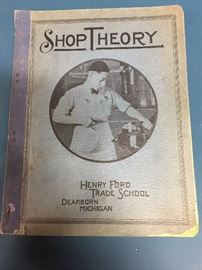 SHOP THEORY
HENRY FORD
TRADE SCHOOL
DEARBORN
MICHIGAN